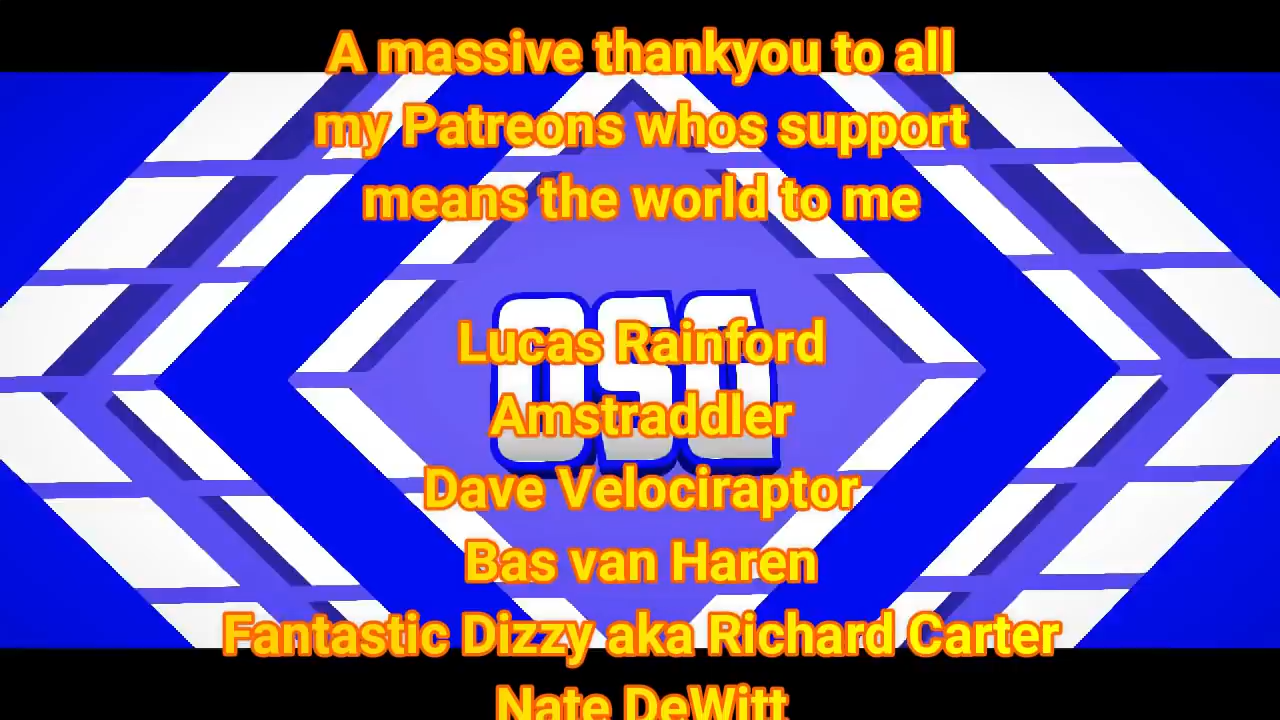 A massive thankyou to all
my Patreons whos support
means the world to me
Lucas Rainford
Amstraddler
Dave Velociraptor
Bas van Haren
Fantastic Dizzy aka Richard Carter
Nate DeWitt